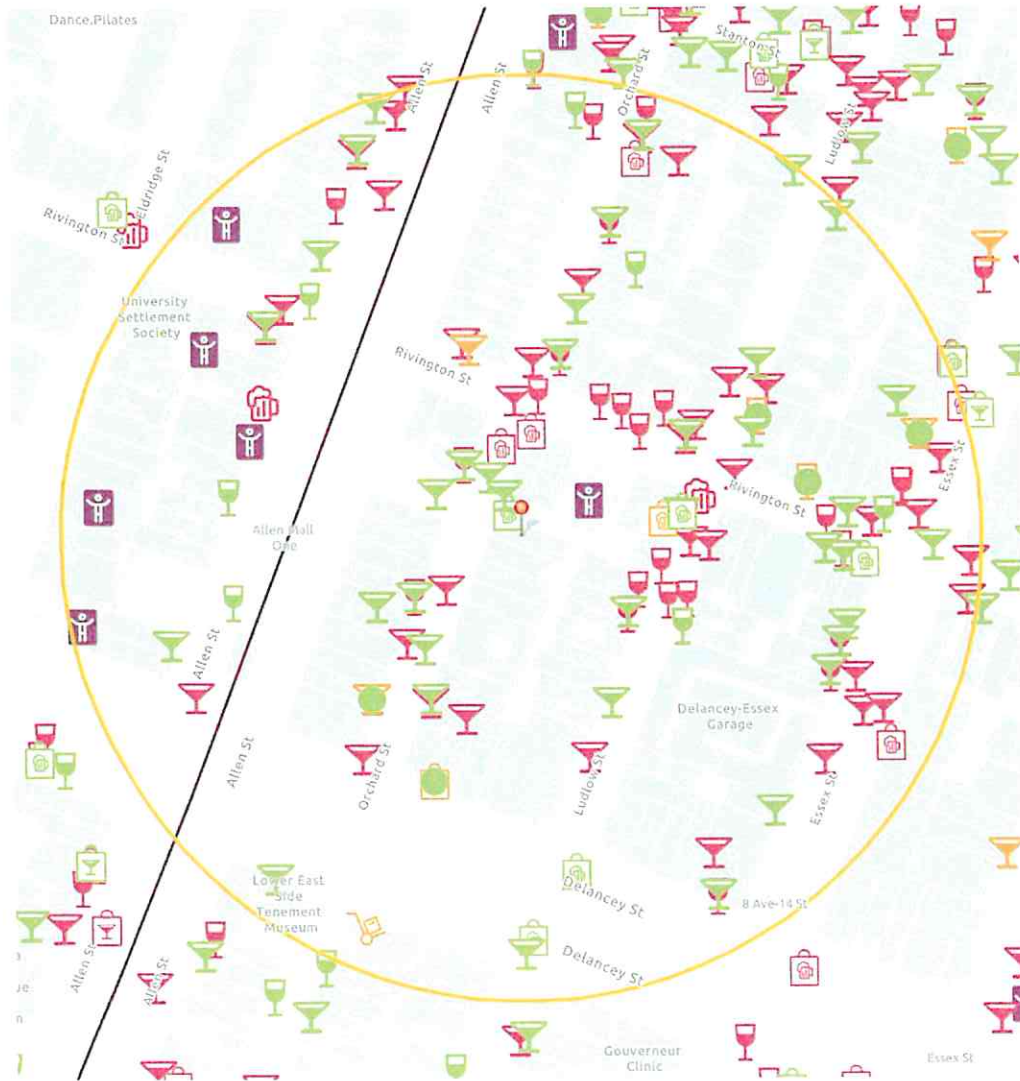 Dance.Pilates
Stanton St
Allen St
Allen St
Orchard St
Ludlow St
Eldridge St
Rivington St
University
Settlement
Society
Rivington St
Essex St
Rivington St
Allen Mall
One
Allen St
Delancey-Essex
Garage
Allen St
Orchard St
Ludlow St
Essex St
Lower East
Side
Tenement
Museum
Delancey St
8 Ave-14 St
Allen St
Allen St
Delancey St
Gouverneur
Clinic
Essex St